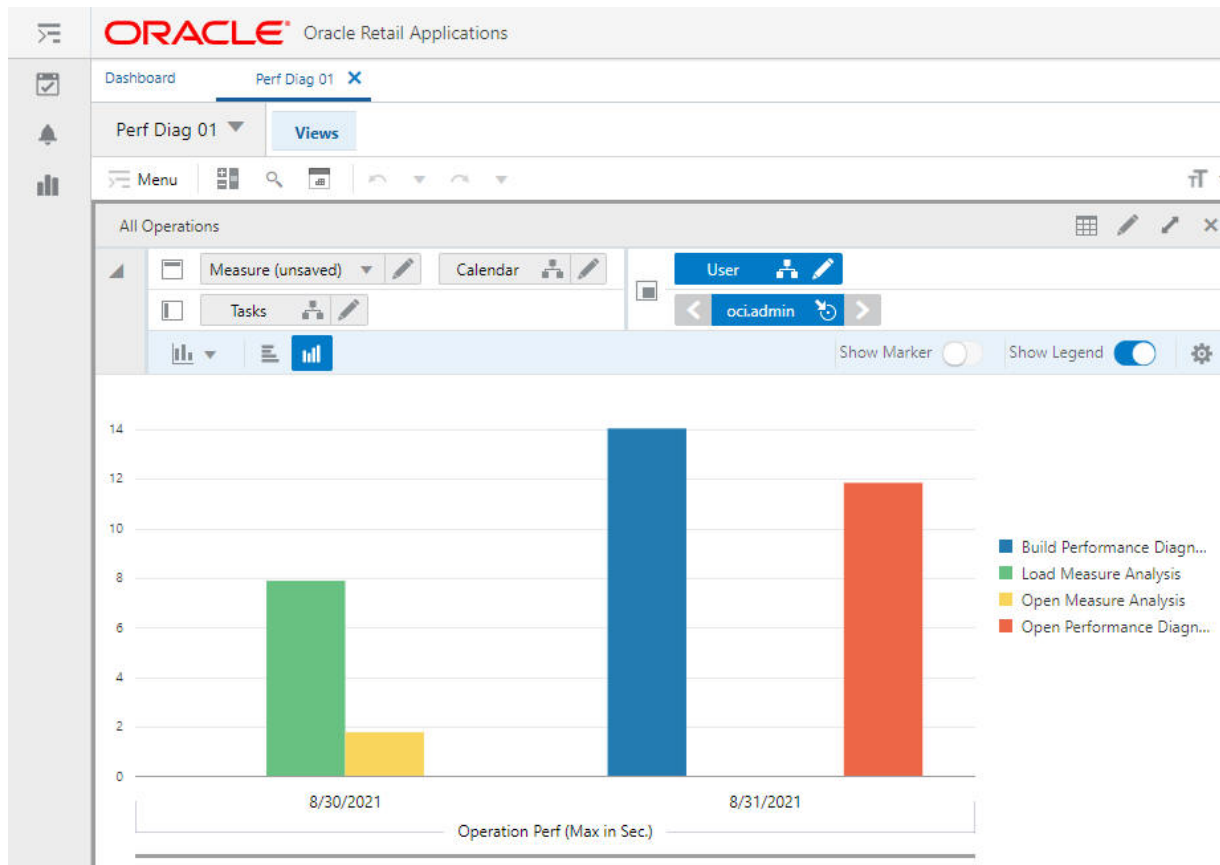 ORACLE Oracle Retail Applications
Dashboard Perf Diag 01
Perf Diag 01 Views
Menu
All Operations
Measure (unsaved) Calendar User
Tasks oci.admin
Show Marker Show Legend
14
12
10
8
6
4
2
0
8/30/2021 8/31/2021
Operation Perf (Max in Sec.)
Build Performance Diagn...
Load Measure Analysis
Open Measure Analysis
Open Performance Diagn...